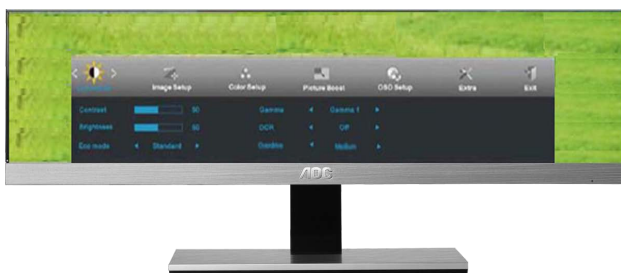 Image Setup Color Setup Picture Boost OSD Setup Extra Exit
Contrast 50 Gamma Gamma 1
Brightness 50 DCR Off
Eco mode Standard Overdrive Medium
AOC